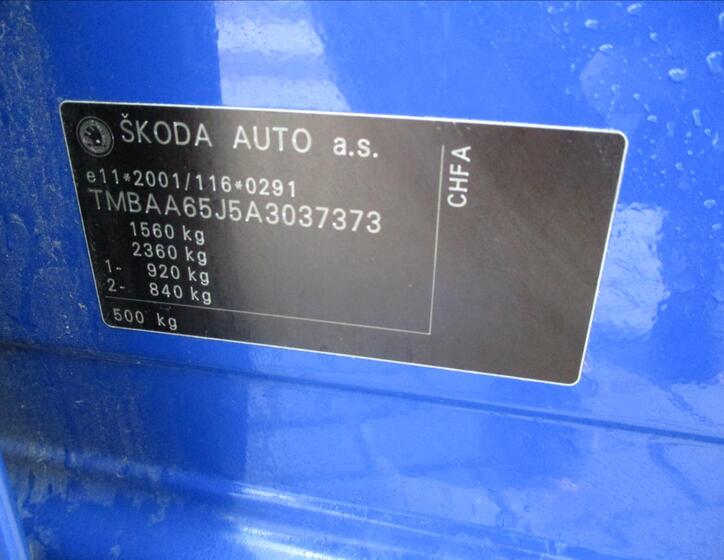 ŠKODA AUTO a.s.
e11*2001/116*0291
TMBAA65J5A3037373
1560 kg
2360 kg
1- 920 kg
2- 840 kg
500 kg
CHFA